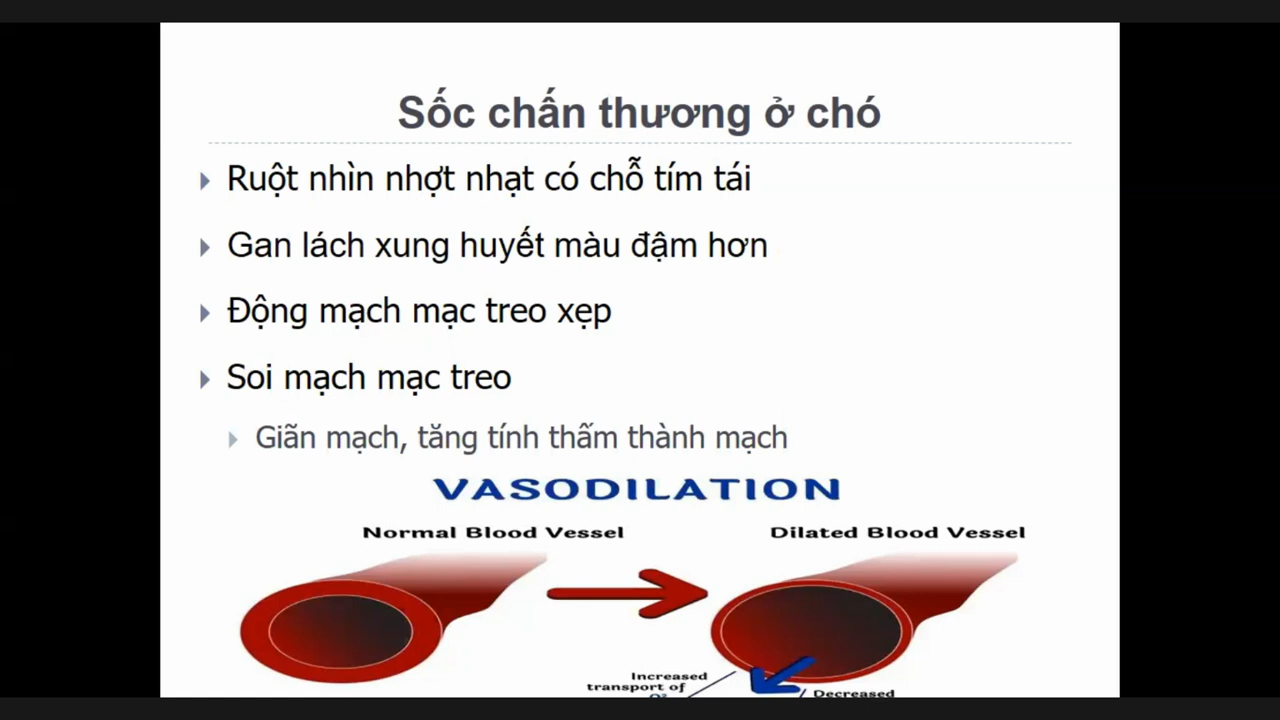 Sốc chấn thương ở chó
Ruột nhìn nhợt nhạt có chỗ tím tái
Gan lách xung huyết màu đậm hơn
Động mạch mạc treo xẹp
Soi mạch mạc treo
Giãn mạch, tăng tính thấm thành mạch
VASODILATION
Normal Blood Vessel
Dilated Blood Vessel
Increased
transport of
Decreased